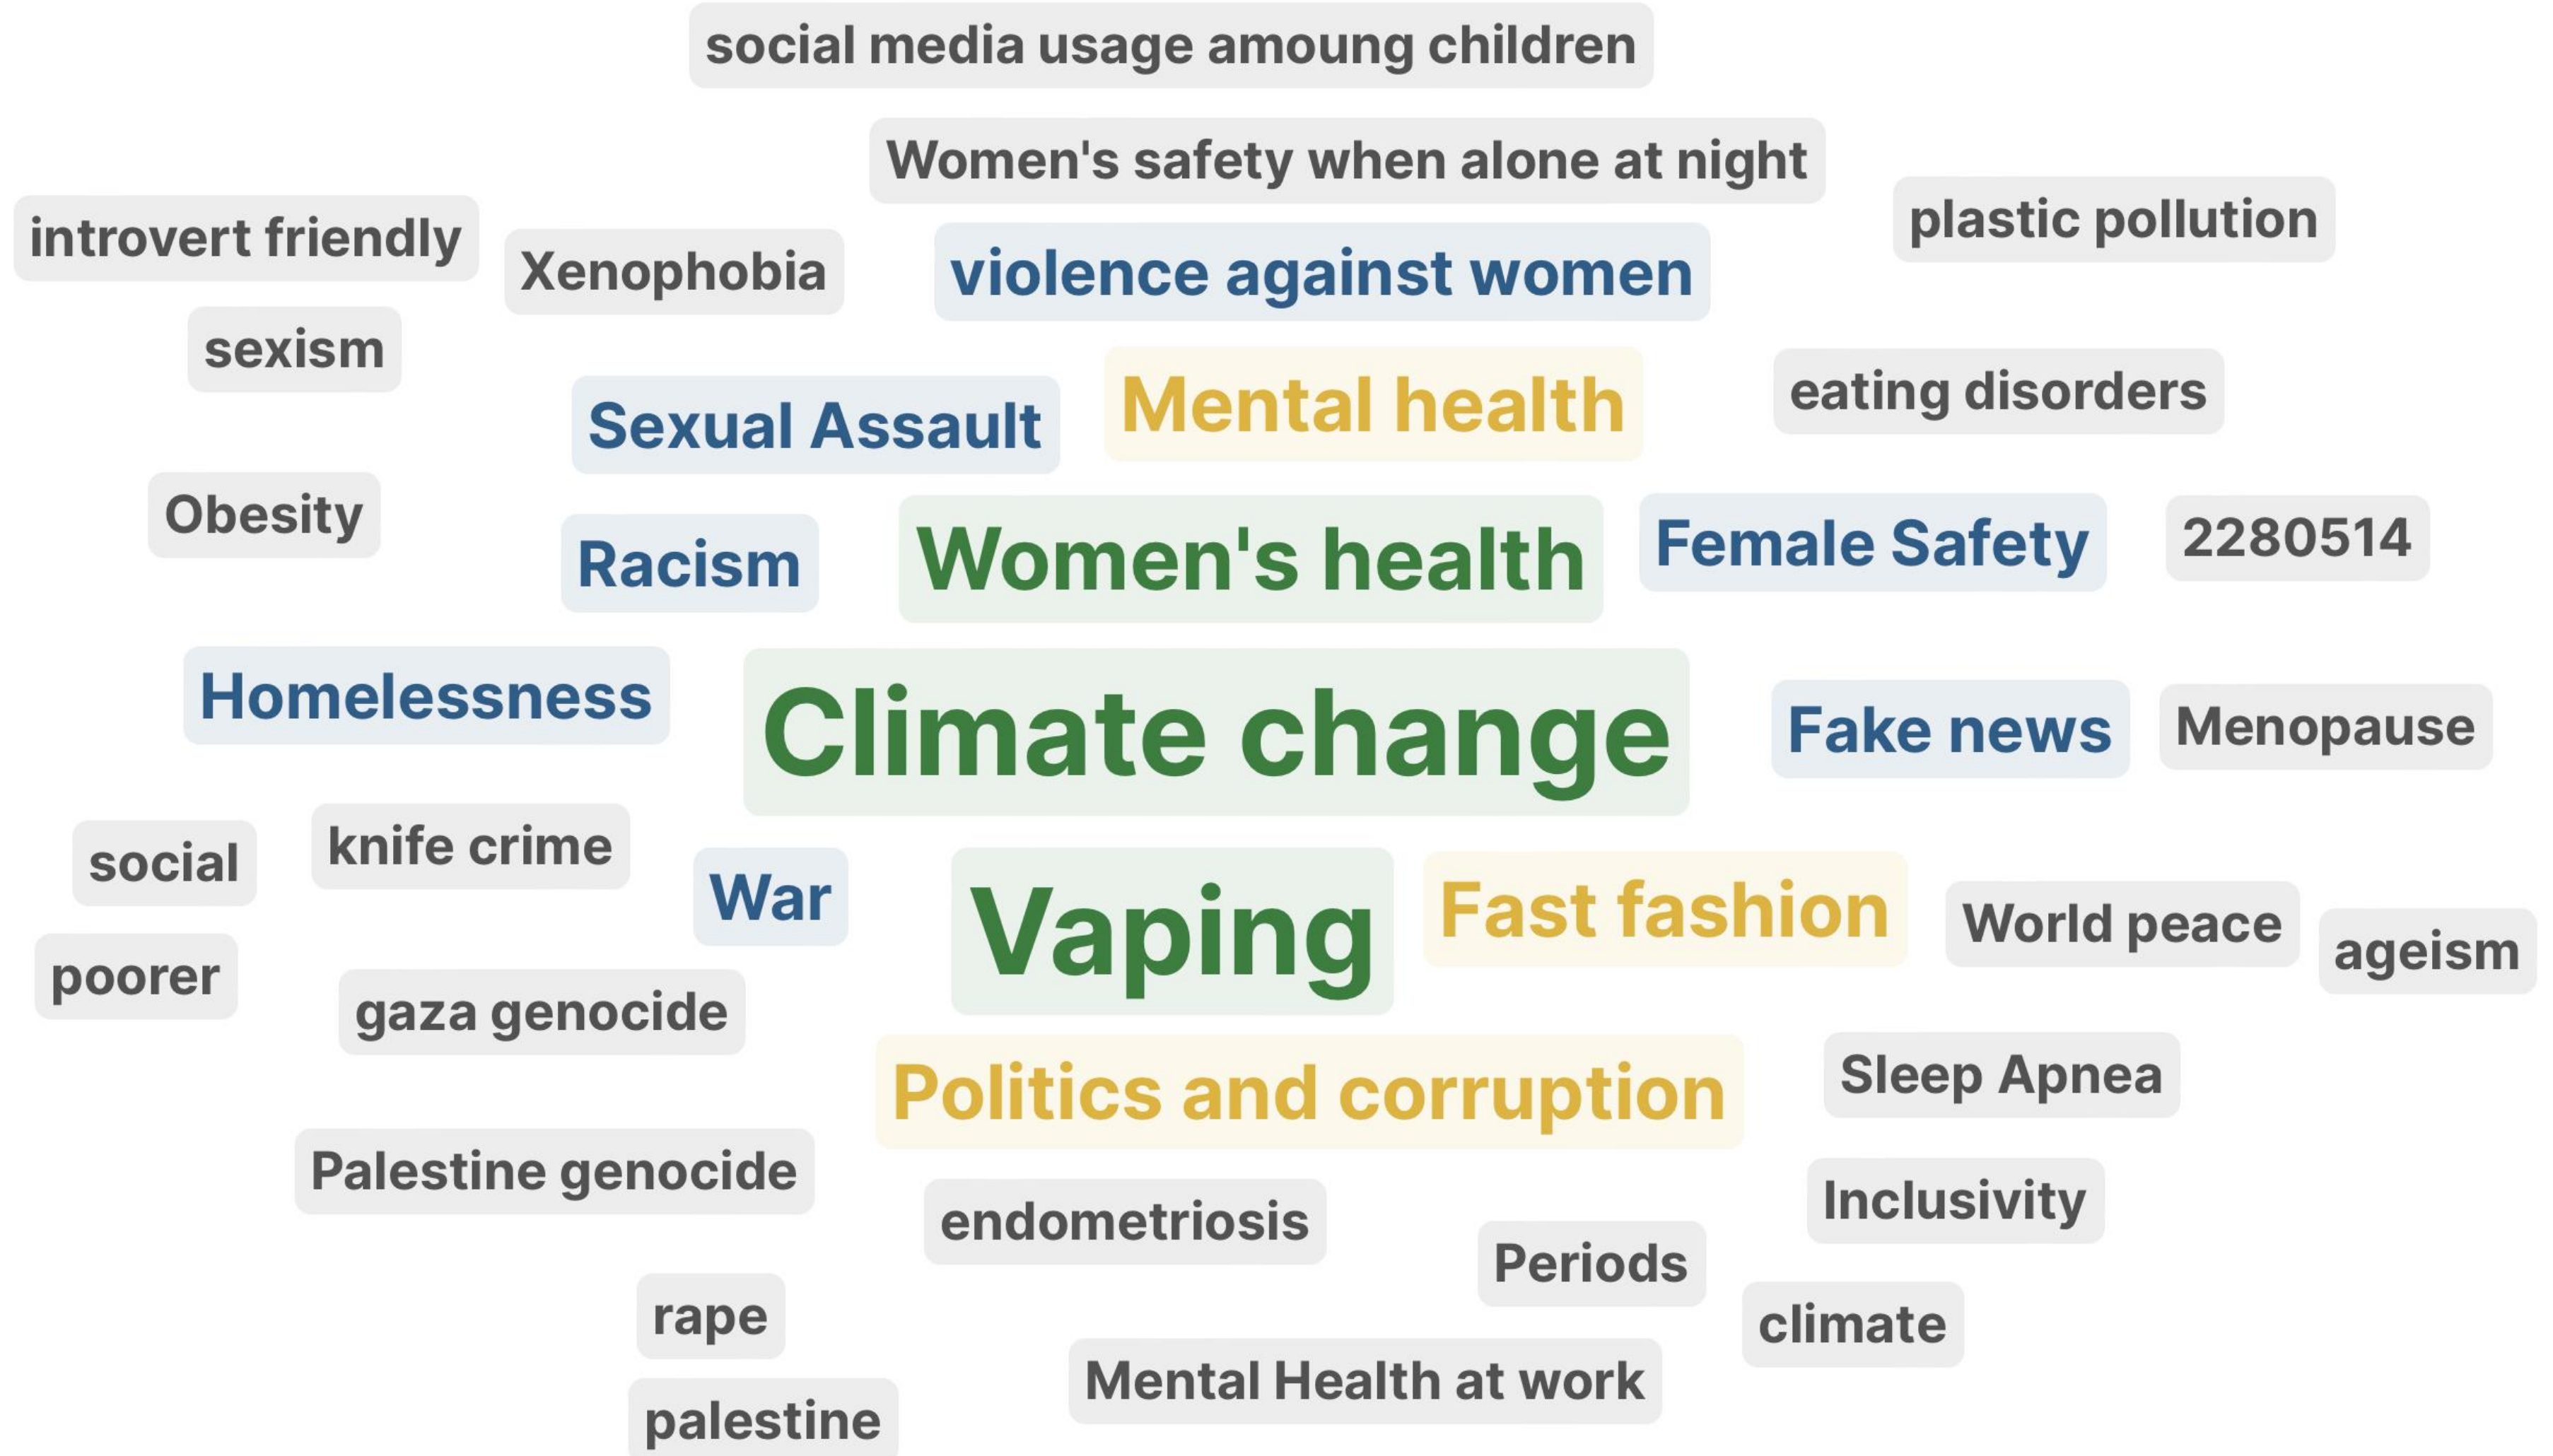 social media usage amoung children
Women's safety when alone at night
plastic pollution
introvert friendly
Xenophobia
violence against women
sexism
Mental health
eating disorders
Sexual Assault
Obesity
Racism
Women's health
Female Safety
2280514
Homelessness
Climate change
Fake news
Menopause
social
knife crime
War
Vaping
Fast fashion
World peace
ageism
poorer
gaza genocide
Politics and corruption
Sleep Apnea
Palestine genocide
endometriosis
Inclusivity
Periods
rape
climate
Mental Health at work
palestine